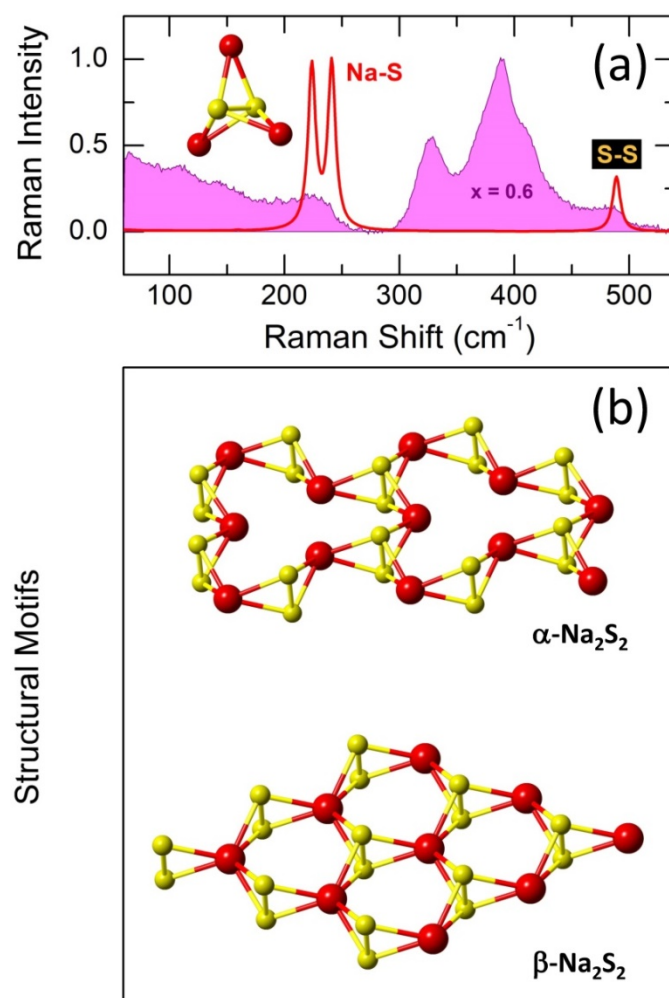 (a)
Raman Intensity
1.0
0.5
0.0
Na-S
S-S
x = 0.6
100 200 300 400 500
Raman Shift (cm⁻¹)
(b)
Structural Motifs
α-Na₂S₂
β-Na₂S₂